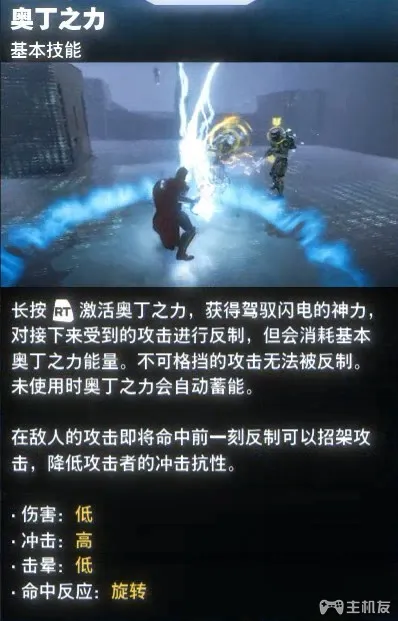 奥丁之力
基本技能
长按 RT 激活奥丁之力，获得驾驭闪电的神力，
对接下来受到的攻击进行反制，但会消耗基本
奥丁之力能量。不可格挡的攻击无法被反制。
未使用时奥丁之力会自动蓄能。
在敌人的攻击即将命中前一刻反制可以招架攻
击，降低攻击者的冲击抗性。
· 伤害：低
· 冲击：高
· 击晕：低
· 命中反应：旋转
主机友